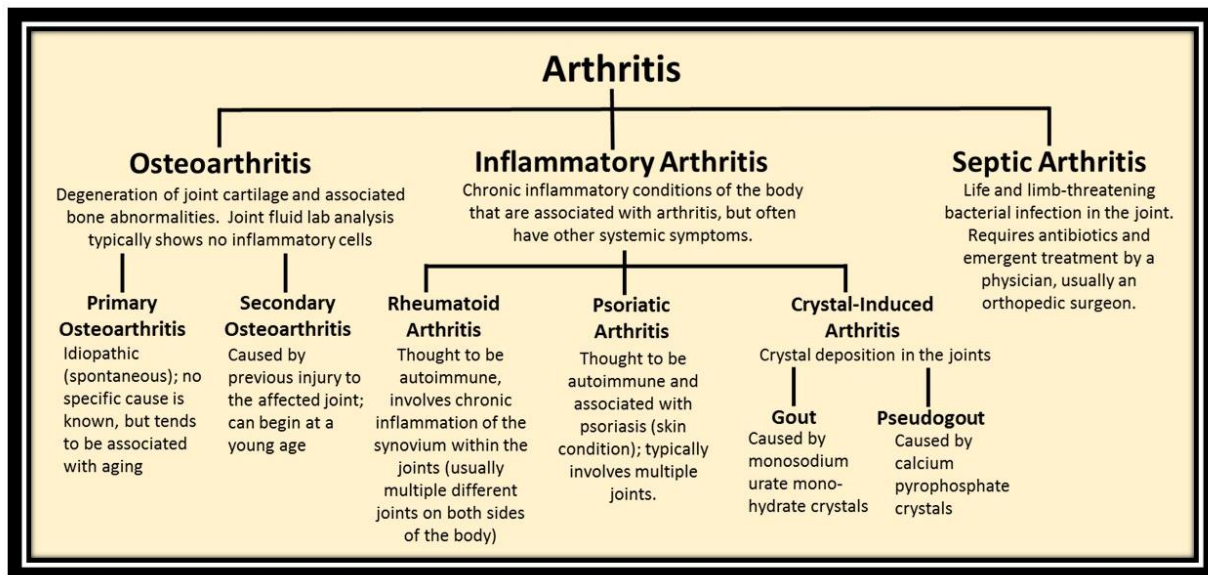 Arthritis
Osteoarthritis
Degeneration of joint cartilage and associated
bone abnormalities. Joint fluid lab analysis
typically shows no inflammatory cells
Inflammatory Arthritis
Chronic inflammatory conditions of the body
that are associated with arthritis, but often
have other systemic symptoms.
Septic Arthritis
Life and limb-threatening
bacterial infection in the joint.
Requires antibiotics and
emergent treatment by a
physician, usually an
orthopedic surgeon.
Primary
Osteoarthritis
Idiopathic
(spontaneous); no
specific cause is
known, but tends
to be associated
with aging
Secondary
Osteoarthritis
Caused by
previous injury to
the affected joint;
can begin at a
young age
Rheumatoid
Arthritis
Thought to be
autoimmune,
involves chronic
inflammation of the
synovium within the
joints (usually
multiple different
joints on both sides
of the body)
Psoriatic
Arthritis
Thought to be
autoimmune and
associated with
psoriasis (skin
condition); typically
involves multiple
joints.
Crystal-Induced
Arthritis
Crystal deposition in the joints
Gout
Caused by
monosodium
urate mono-
hydrate crystals
Pseudogout
Caused by
calcium
pyrophosphate
crystals